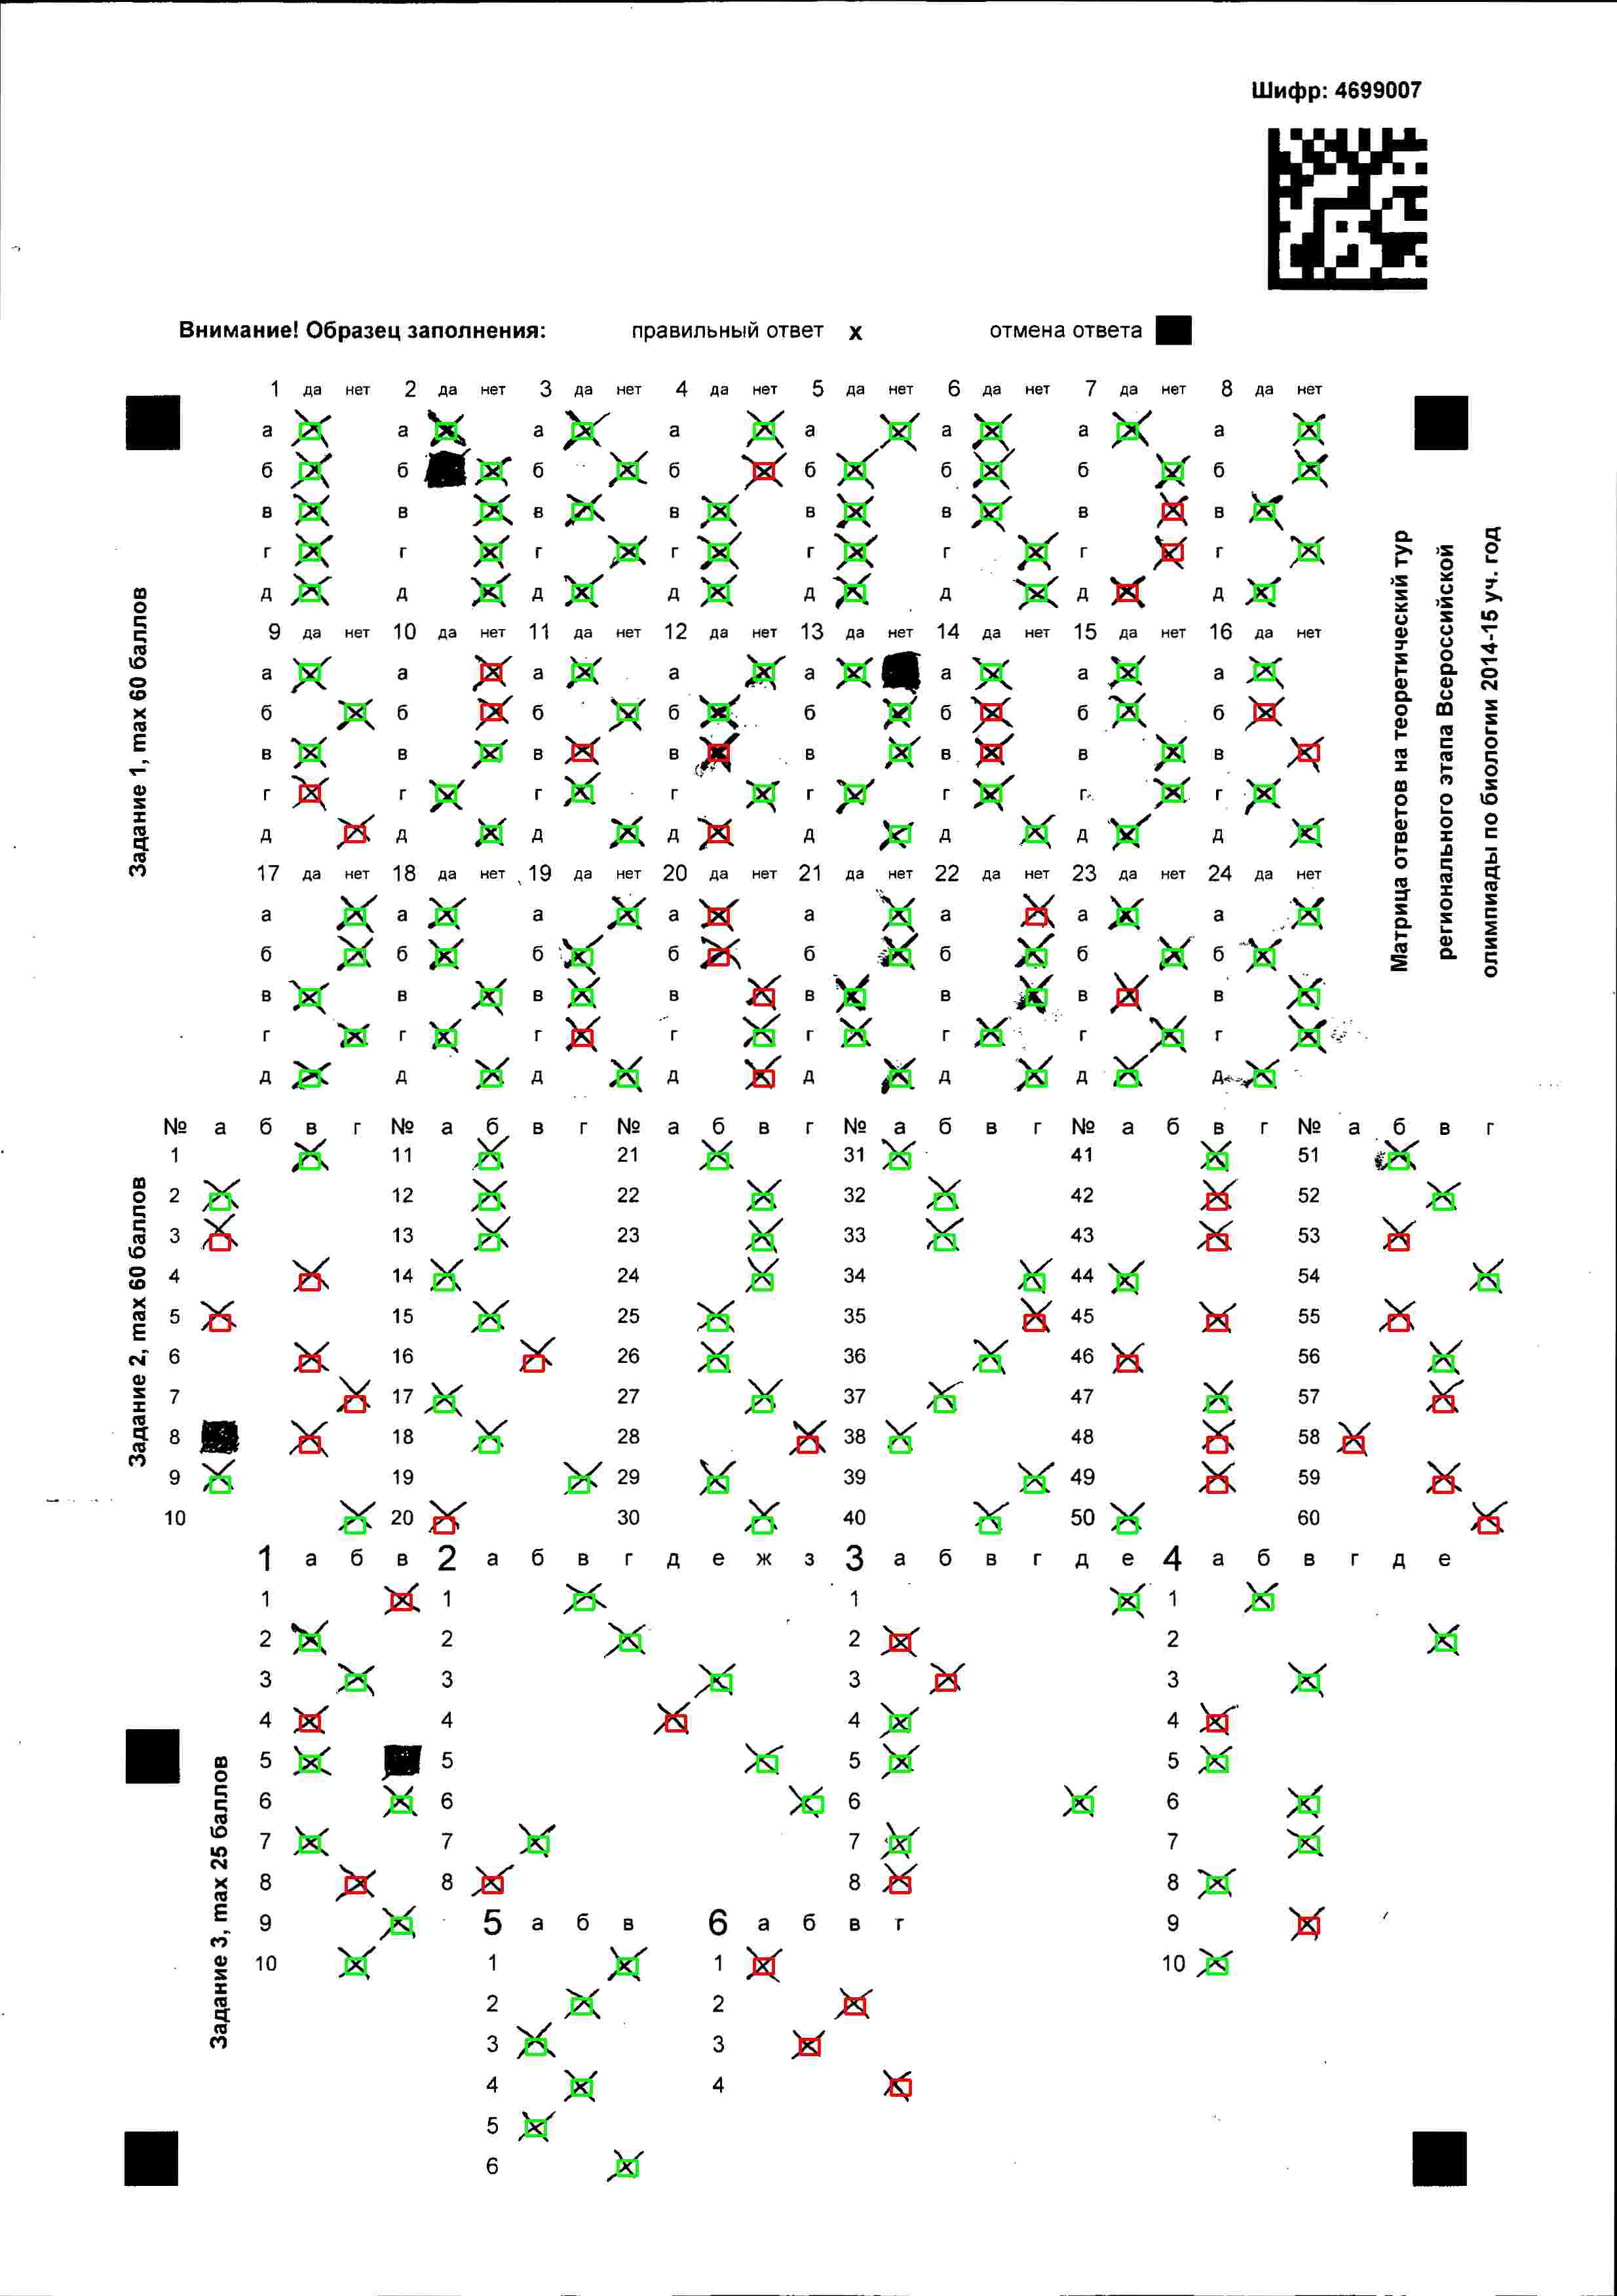 Шифр: 4699007
Внимание! Образец заполнения: правильный ответ х отмена ответа
1 да нет 2 да нет 3 да нет 4 да нет 5 да нет 6 да нет 7 да нет 8 да нет
а а а а а а а а
б б б б б б б б
в в в в в в в в
г г г г г г г г
д д д д д д д д
9 да нет 10 да нет 11 да нет 12 да нет 13 да нет 14 да нет 15 да нет 16 да нет
а а а а а а а а
б б б б б б б б
в в в в в в в в
г г г г г г г г
д д д д д д д д
17 да нет 18 да нет 19 да нет 20 да нет 21 да нет 22 да нет 23 да нет 24 да нет
а а а а а а а а
б б б б б б б б
в в в в в в в в
г г г г г г г г
д д д д д д д д
Задание 1, max 60 баллов
Матрица ответов на теоретический тур
регионального этапа Всероссийской
олимпиады по биологии 2014-15 уч. год
№ а б в г № а б в г № а б в г № а б в г № а б в г № а б в г
1 11 21 31 41 51
2 12 22 32 42 52
3 13 23 33 43 53
4 14 24 34 44 54
5 15 25 35 45 55
6 16 26 36 46 56
7 17 27 37 47 57
8 18 28 38 48 58
9 19 29 39 49 59
10 20 30 40 50 60
Задание 2, max 60 баллов
1 а б в 2 а б в г д е ж з 3 а б в г д е 4 а б в г д е
1 1 1 1
2 2 2 2
3 3 3 3
4 4 4 4
5 5 5 5
6 6 6 6
7 7 7 7
8 8 8 8
9 5 а б в 6 а б в г 9
10 1 1 10
2 2
3 3
4 4
5
6
Задание 3, max 25 баллов